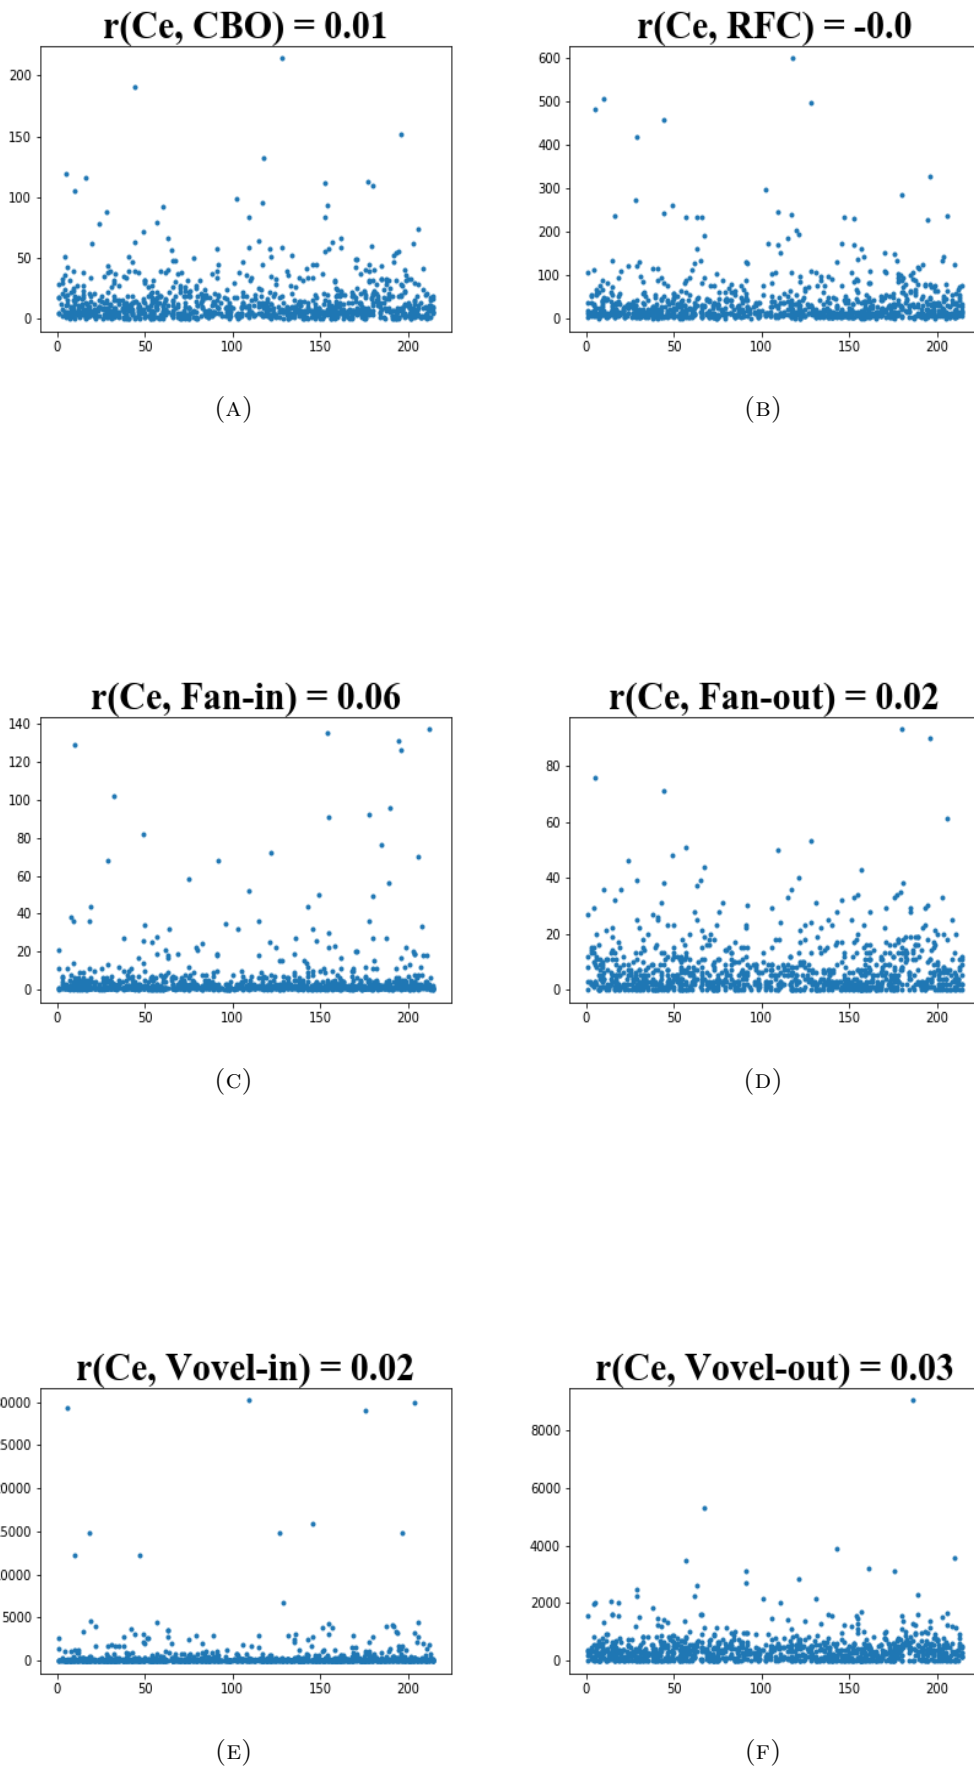 r(Ce, CBO) = 0.01
r(Ce, RFC) = -0.0
200
150
100
50
0
0 50 100 150 200
600
500
400
300
200
100
0
0 50 100 150 200
(A)
(B)
r(Ce, Fan-in) = 0.06
r(Ce, Fan-out) = 0.02
140
120
100
80
60
40
20
0
0 50 100 150 200
80
60
40
20
0
0 50 100 150 200
(C)
(D)
r(Ce, Vovel-in) = 0.02
r(Ce, Vovel-out) = 0.03
5000
0
0 50 100 150 200
8000
6000
4000
2000
0
0 50 100 150 200
(E)
(F)